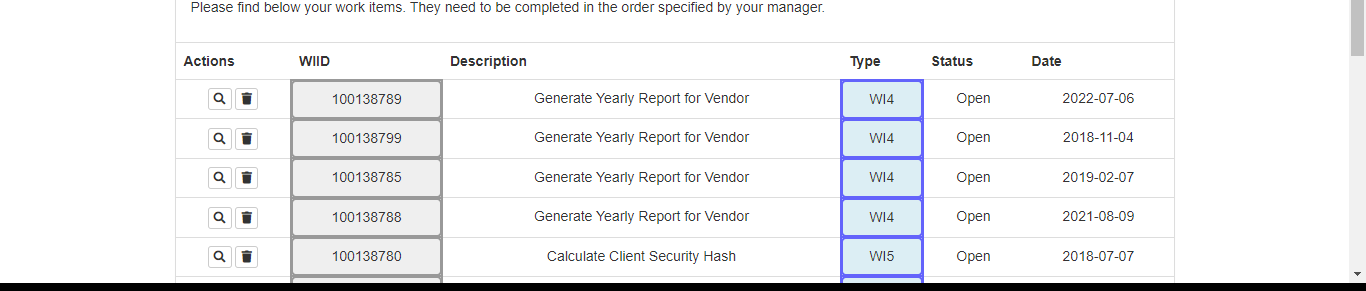 Please find below your work items. They need to be completed in the order specified by your manager.
Actions WIID Description Type Status Date
100138789 Generate Yearly Report for Vendor WI4 Open 2022-07-06
100138799 Generate Yearly Report for Vendor WI4 Open 2018-11-04
100138785 Generate Yearly Report for Vendor WI4 Open 2019-02-07
100138788 Generate Yearly Report for Vendor WI4 Open 2021-08-09
100138780 Calculate Client Security Hash WI5 Open 2018-07-07